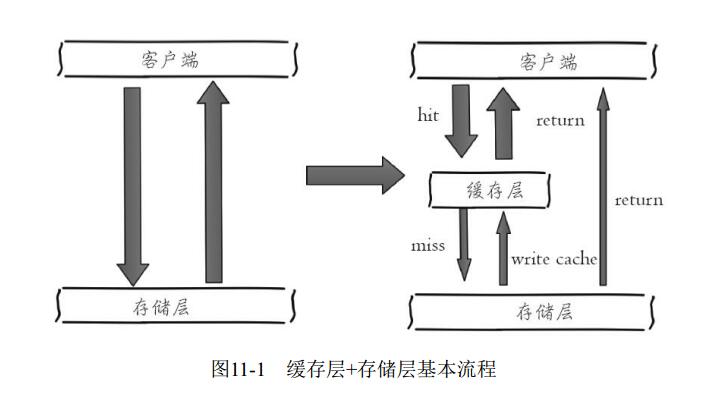 客户端
存储层
客户端
hit
return
缓存层
return
miss
write cache
存储层
图11-1 缓存层+存储层基本流程